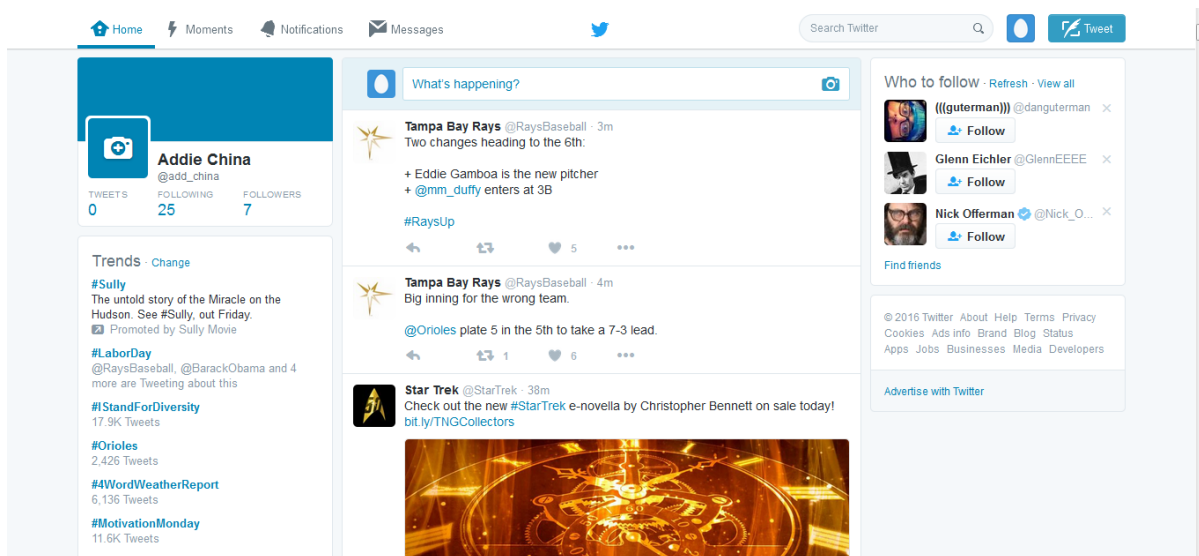 Home
Moments
Notifications
Messages
Search Twitter
Tweet
Addie China
@add_china
TWEETS FOLLOWING FOLLOWERS
0 25 7
Trends · Change
#Sully
The untold story of the Miracle on the
Hudson. See #Sully, out Friday.
Promoted by Sully Movie
#LaborDay
@RaysBaseball, @BarackObama and 4
more are Tweeting about this
#IStandForDiversity
17.9K Tweets
#Orioles
2,426 Tweets
#4WordWeatherReport
6,136 Tweets
#MotivationMonday
11.6K Tweets
What's happening?
Tampa Bay Rays @RaysBaseball · 3m
Two changes heading to the 6th:
+ Eddie Gamboa is the new pitcher
+ @mm_duffy enters at 3B
#RaysUp
5
Tampa Bay Rays @RaysBaseball · 4m
Big inning for the wrong team.
@Orioles plate 5 in the 5th to take a 7-3 lead.
1 6
Star Trek @StarTrek · 38m
Check out the new #StarTrek e-novella by Christopher Bennett on sale today!
bit.ly/TNGCollectors
Who to follow · Refresh · View all
(((guterman))) @danguterman
Follow
Glenn Eichler @GlennEEEE
Follow
Nick Offerman @Nick_O...
Follow
Find friends
© 2016 Twitter About Help Terms Privacy
Cookies Ads info Brand Blog Status
Apps Jobs Businesses Media Developers
Advertise with Twitter